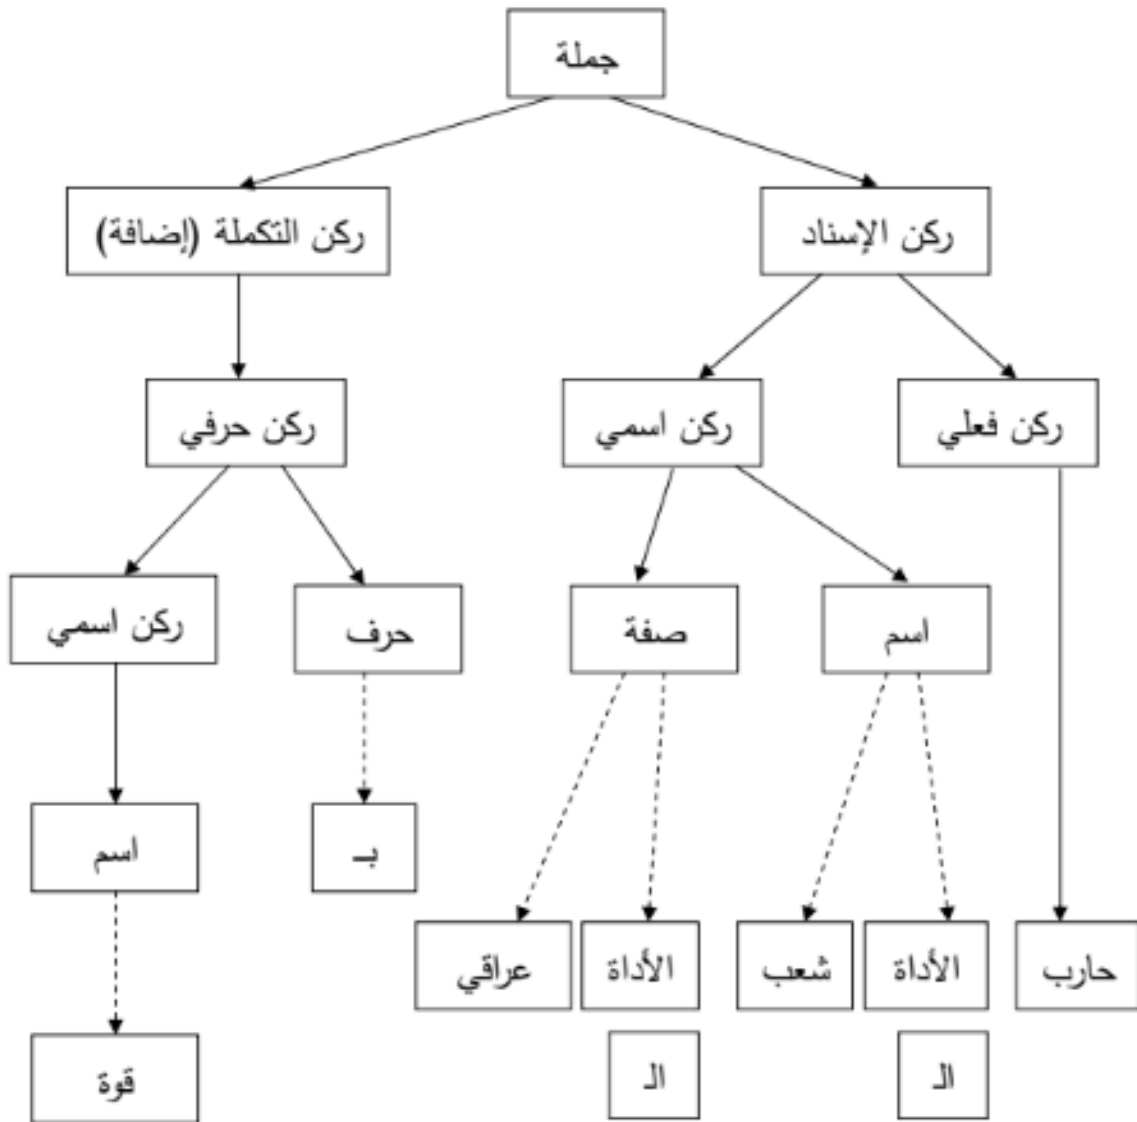 جملة
ركن الإسناد
ركن التكملة (إضافة)
ركن فعلي
ركن اسمي
ركن حرفي
اسم
صفة
حرف
ركن اسمي
بـ
اسم
حارب
الأداة
شعب
الأداة
عراقي
الـ
الـ
قوة